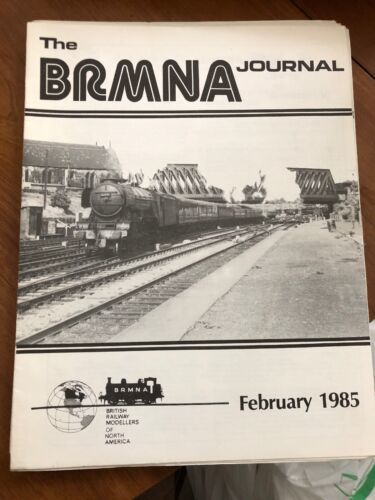 The
BRMNA JOURNAL
BRMNA
BRITISH
RAILWAY
MODELLERS
OF
NORTH
AMERICA
February 1985